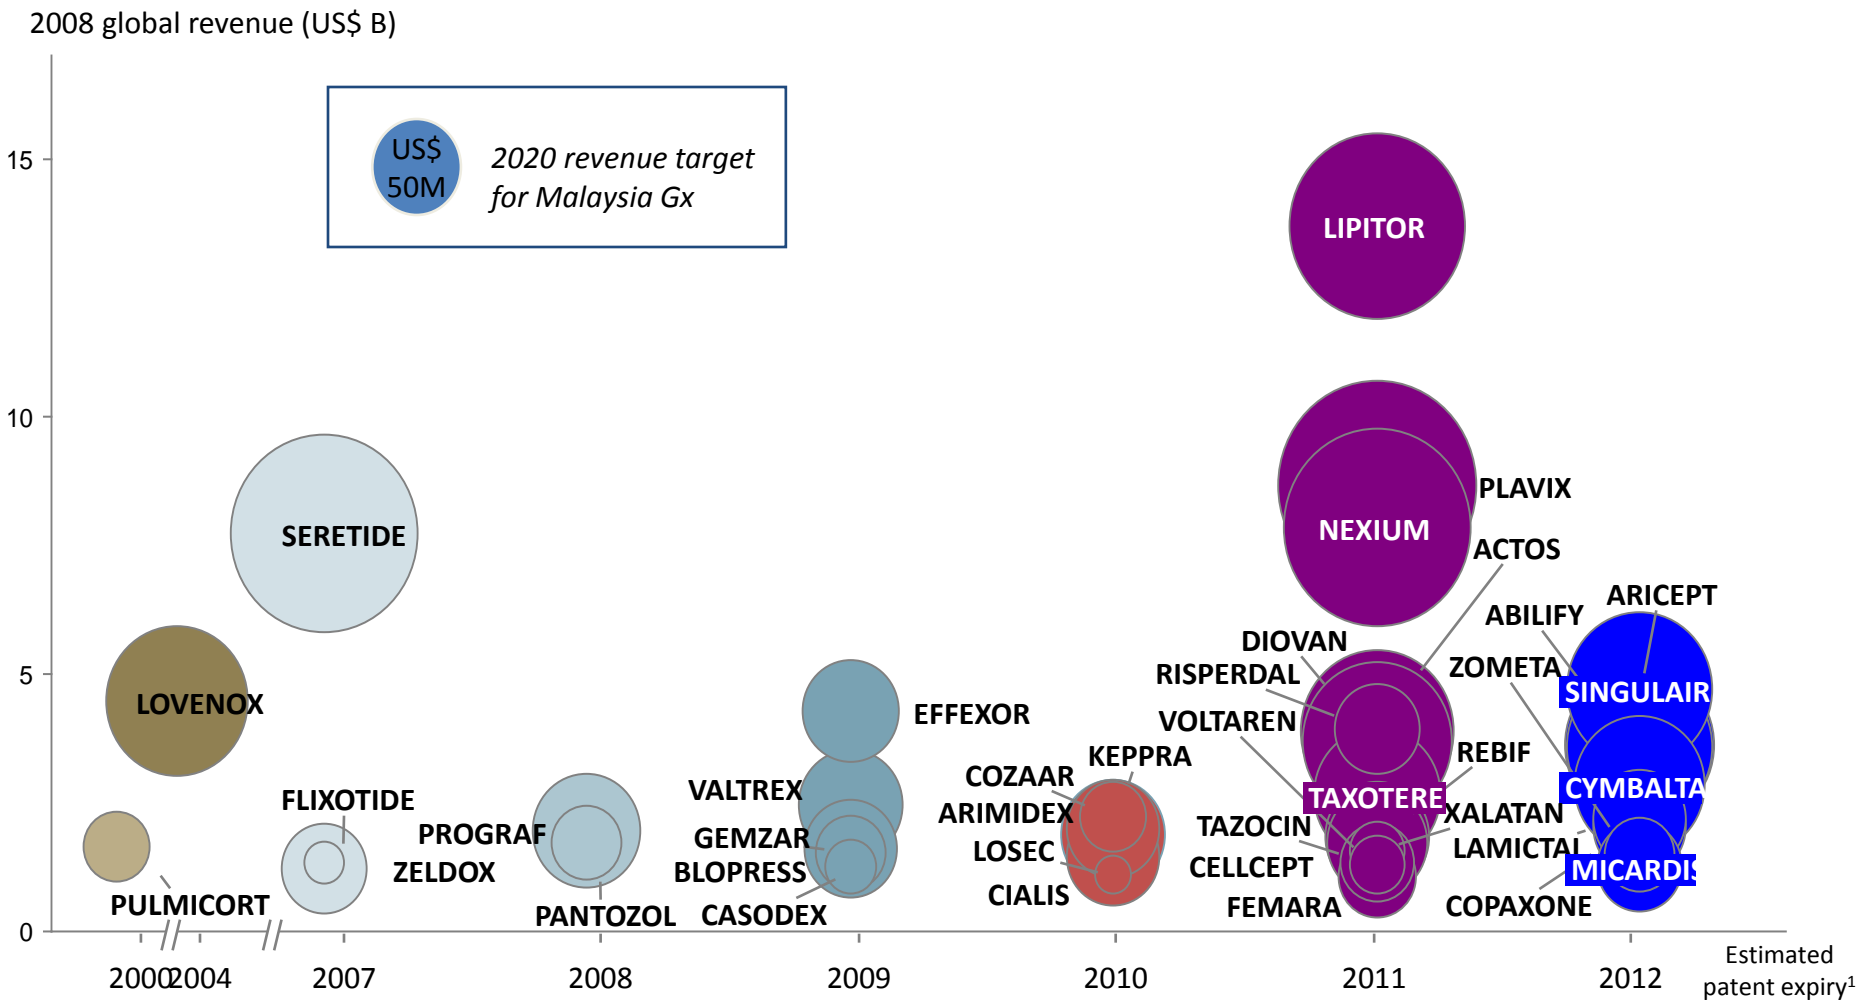 2008 global revenue (US$ B)
US$
50M
2020 revenue target
for Malaysia Gx
15
LIPITOR
10
PLAVIX
SERETIDE
NEXIUM
ACTOS
ARICEPT
ABILIFY
DIOVAN
ZOMETA
RISPERDAL
5
SINGULAIR
LOVENOX
EFFEXOR
VOLTAREN
KEPPRA
REBIF
COZAAR
VALTREX
CYMBALTA
FLIXOTIDE
TAXOTERE
ARIMIDEX
XALATAN
PROGRAF
GEMZAR
TAZOCIN
LOSEC
LAMICTAL
ZELDOX
BLOPRESS
CELLCEPT
MICARDIS
CIALIS
PULMICORT
FEMARA
COPAXONE
PANTOZOL
CASODEX
0
2000 2004 2007 2008 2009 2010 2011 2012
Estimated
patent expiry¹